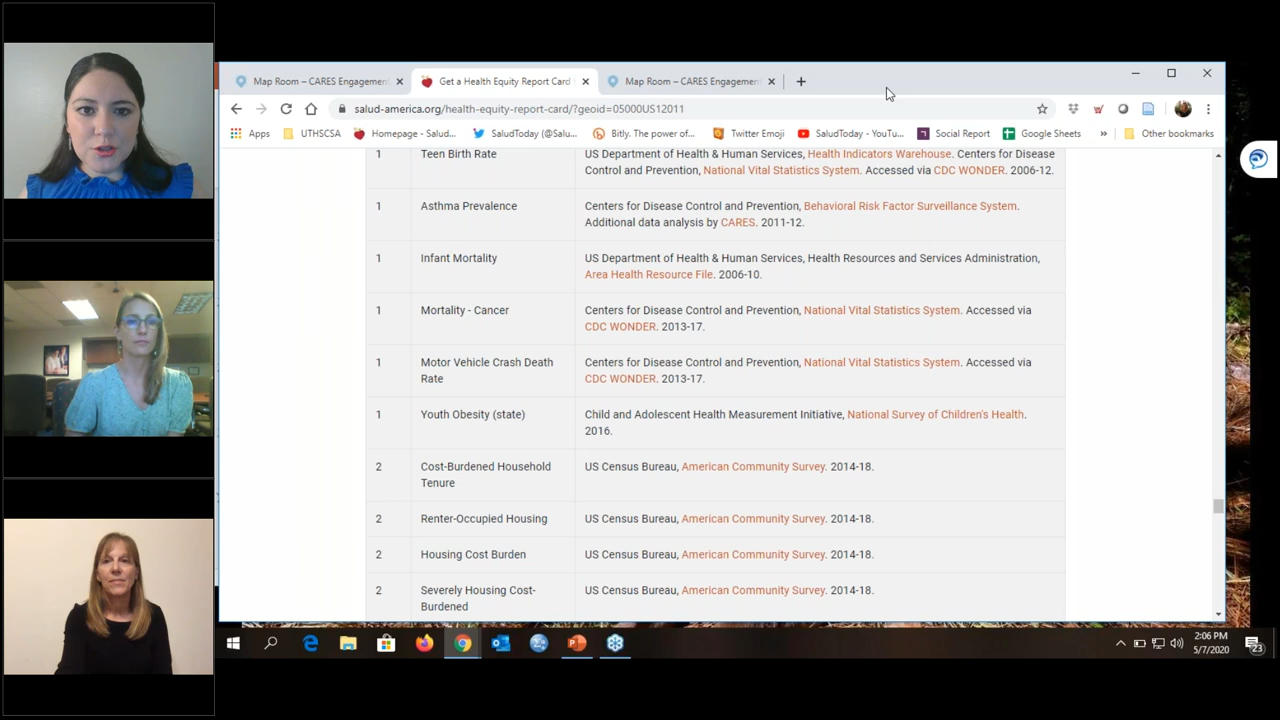 Map Room – CARES Engagement
Get a Health Equity Report Card
Map Room – CARES Engagement
salud-america.org/health-equity-report-card/?geoid=05000US12011
Apps
UTHSCSA
Homepage - Salud...
SaludToday (@Salu...
Bitly. The power of...
Twitter Emoji
SaludToday - YouTu...
Social Report
Google Sheets
»
Other bookmarks
1 Teen Birth Rate US Department of Health & Human Services, Health Indicators Warehouse. Centers for Disease
Control and Prevention, National Vital Statistics System. Accessed via CDC WONDER. 2006-12.
1 Asthma Prevalence Centers for Disease Control and Prevention, Behavioral Risk Factor Surveillance System.
Additional data analysis by CARES. 2011-12.
1 Infant Mortality US Department of Health & Human Services, Health Resources and Services Administration,
Area Health Resource File. 2006-10.
1 Mortality - Cancer Centers for Disease Control and Prevention, National Vital Statistics System. Accessed via
CDC WONDER. 2013-17.
1 Motor Vehicle Crash Death Centers for Disease Control and Prevention, National Vital Statistics System. Accessed via
Rate CDC WONDER. 2013-17.
1 Youth Obesity (state) Child and Adolescent Health Measurement Initiative, National Survey of Children's Health.
2016.
2 Cost-Burdened Household US Census Bureau, American Community Survey. 2014-18.
Tenure
2 Renter-Occupied Housing US Census Bureau, American Community Survey. 2014-18.
2 Housing Cost Burden US Census Bureau, American Community Survey. 2014-18.
2 Severely Housing Cost- US Census Bureau, American Community Survey. 2014-18.
Burdened
2:06 PM
5/7/2020
23